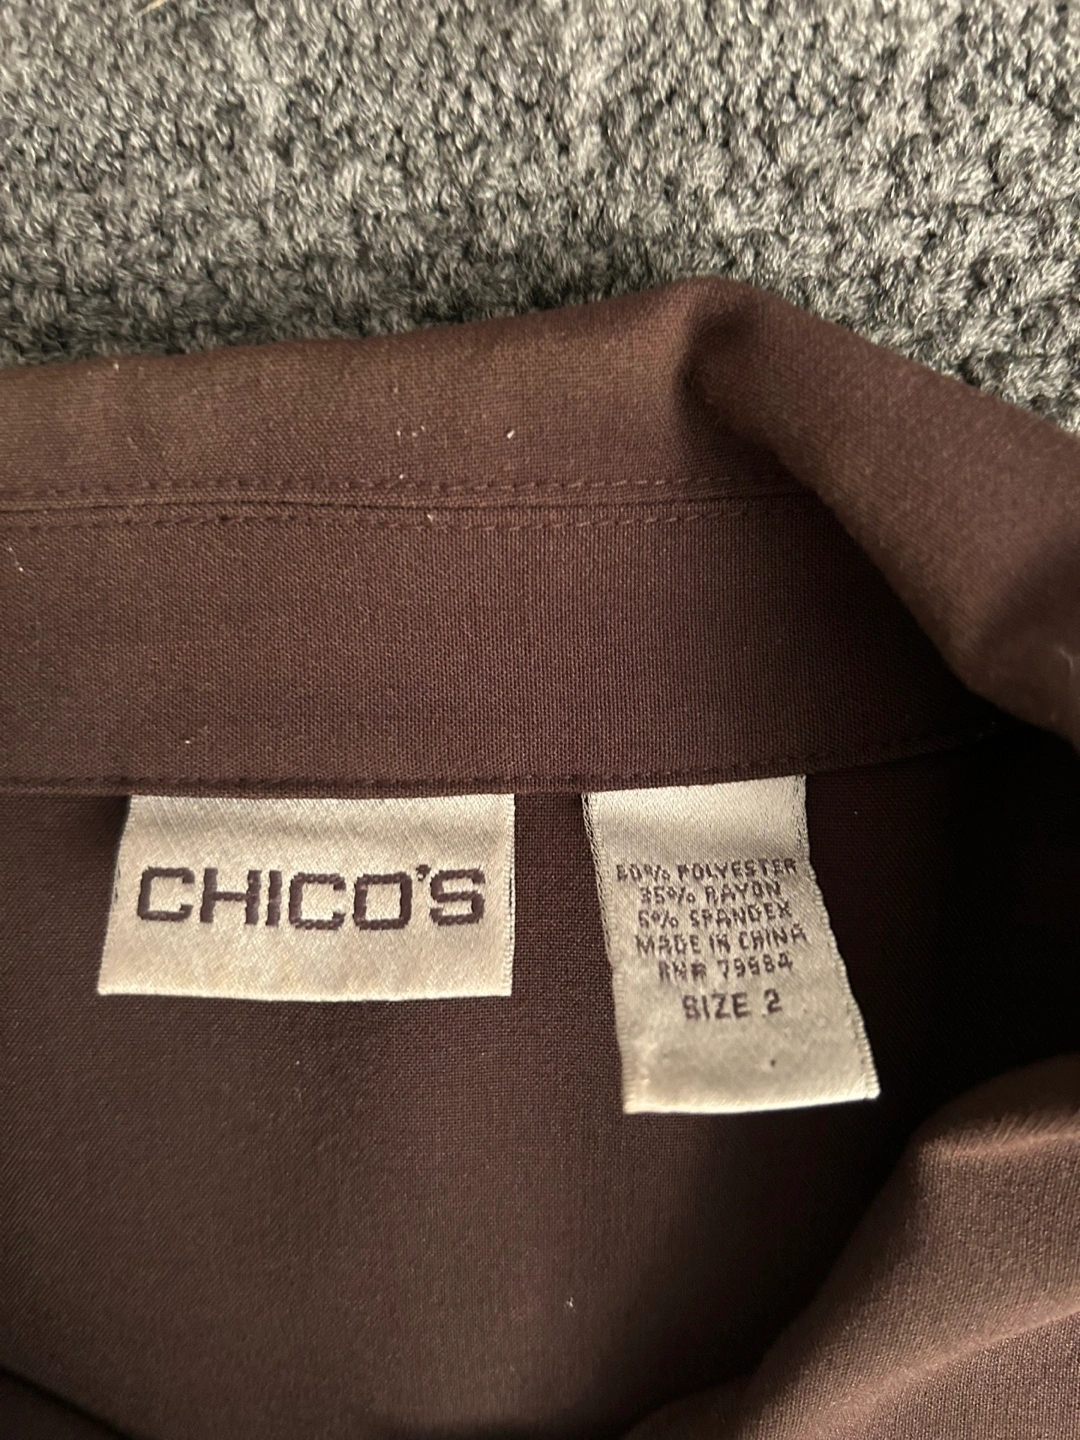 CHICO'S
60% POLYESTER
35% RAYON
5% SPANDEX
MADE IN CHINA
RN# 79984
SIZE 2